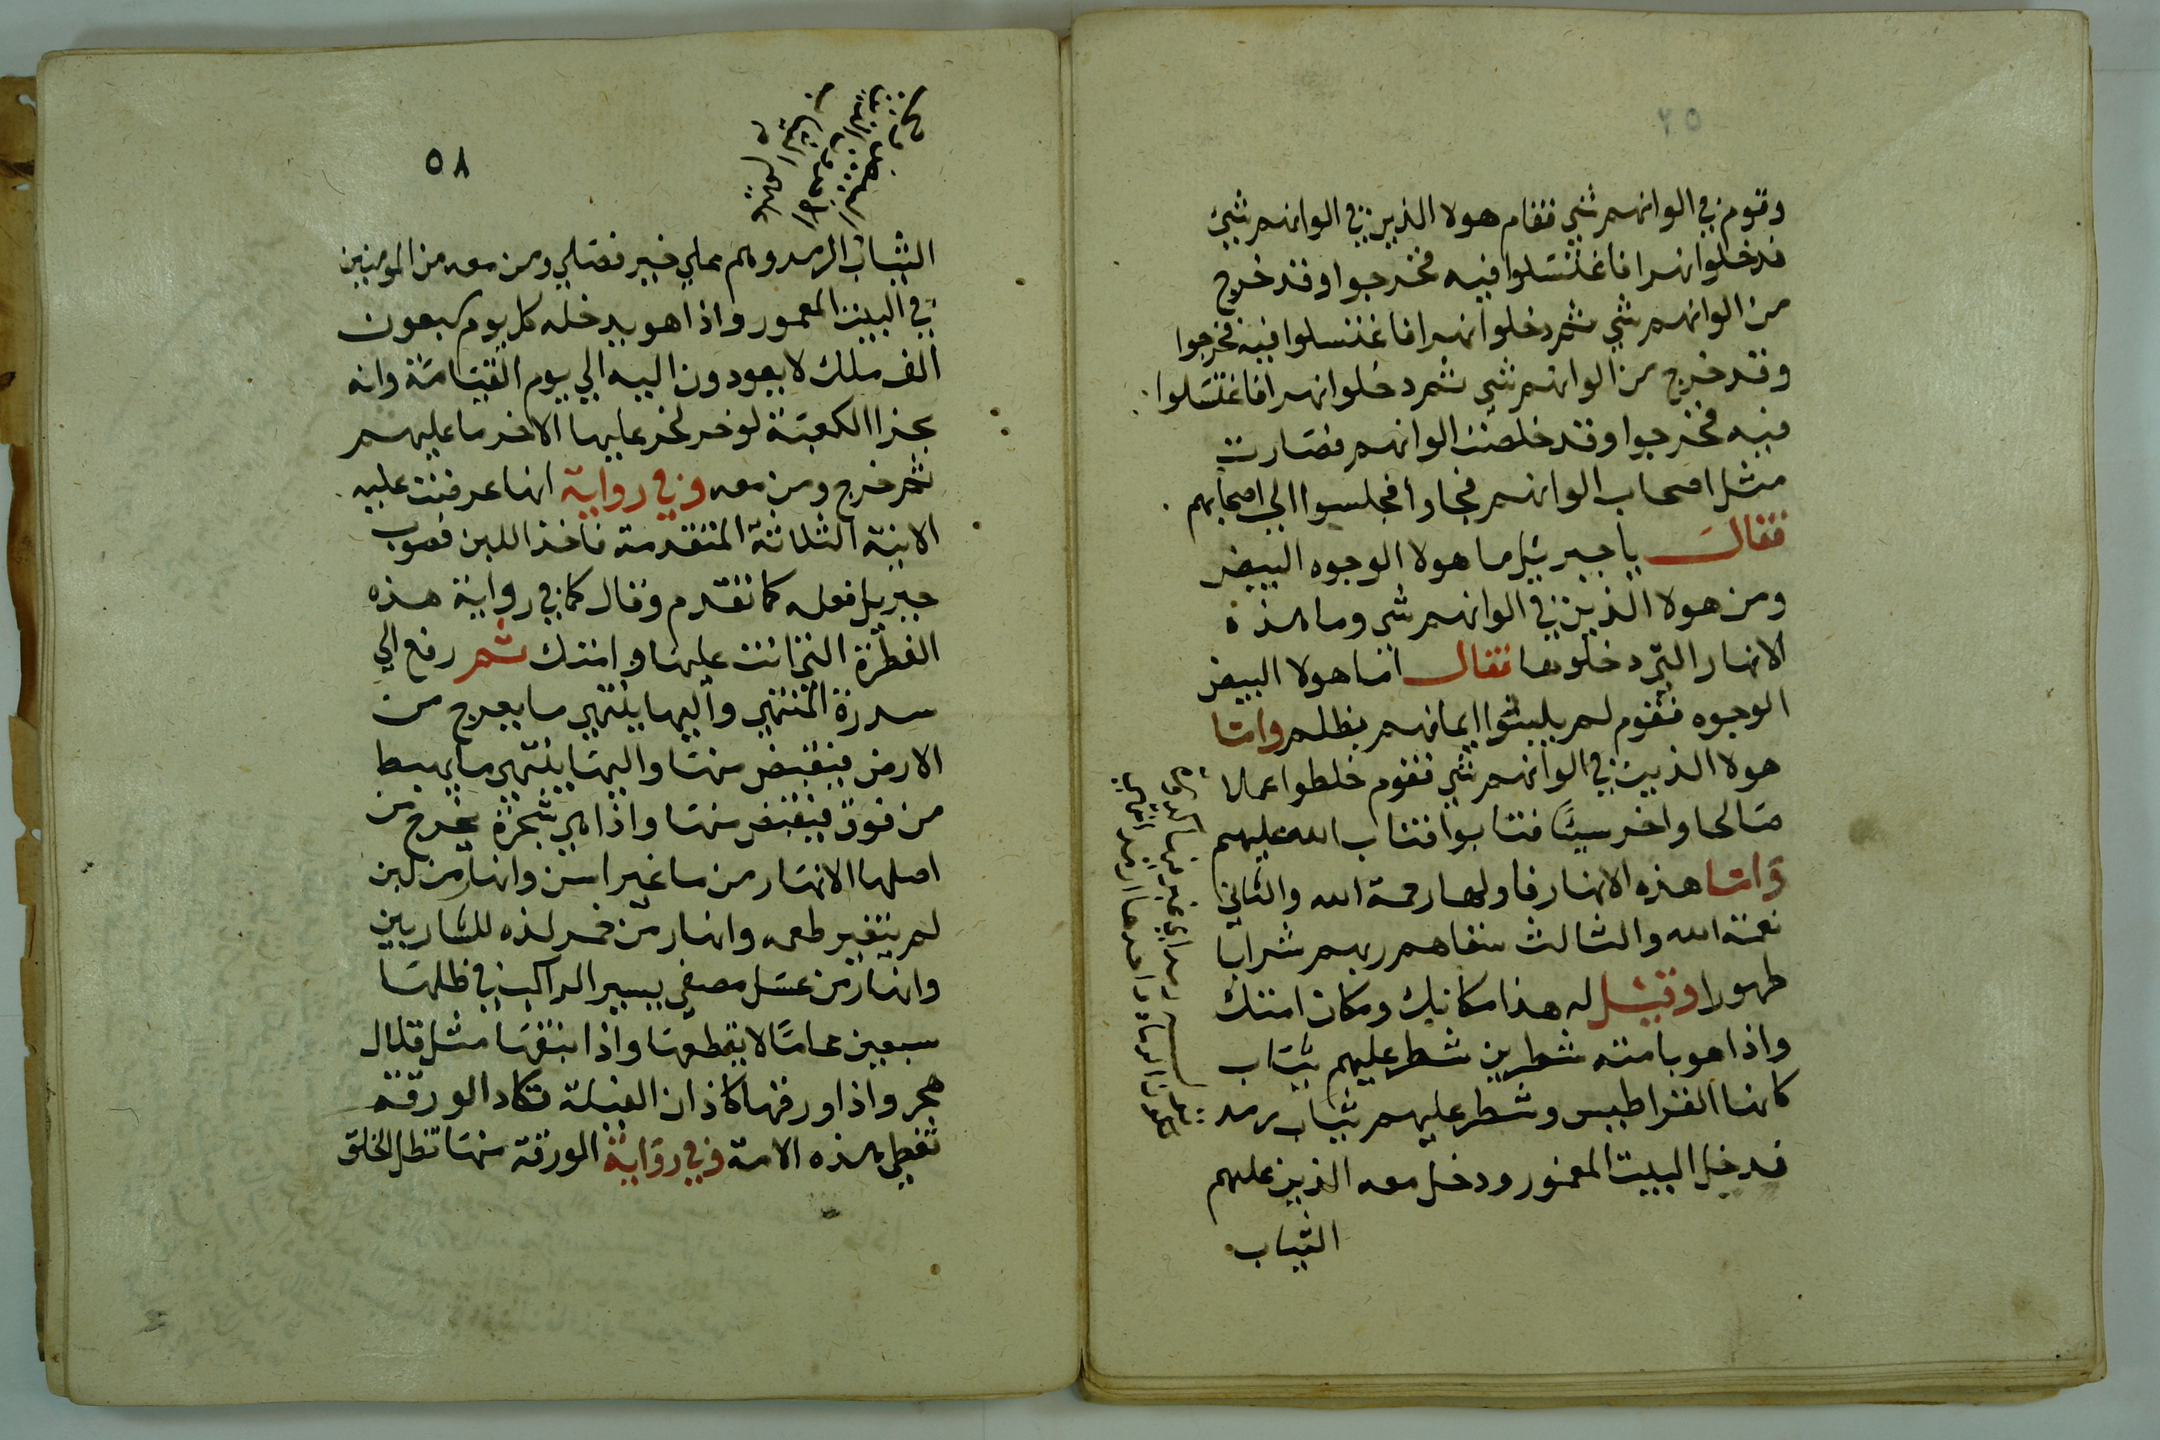 وقوم في الوانهم شي فقام هولا الذين في الوانهم شيئ
فدخلوا نهرا فاغتسلوا فيه فخرجوا وقد خرج
من الوانهم شي ثم دخلوا نهرا فاغتسلوا فيه فخرجوا
وقد خرج من الوانهم شي ثم دخلوا نهرا فاغتسلوا
فيه فخرجوا وقد خلصت الوانهم فصارت
مثل اصحاب الوانهم فجاوا فجلسوا الي اصحابهم
فقال يا جبريل ما هولا الوجوه البيض
ومن هولا الذين في الوانهم شي وما هذه
الانهار التي دخلوها فقال اما هولا البيض
الوجوه فقوم لم يلبسوا ايمانهم بظلم واما
هولا الذين في الوانهم شي فقوم خلطوا عملا
صالحا واخر سيئا فتابوا فتاب الله عليهم
واما هذه الانهار فاولها رحمة الله والثاني
نعمة الله والثالث سقاهم ربهم شرابا
طهورا وقيل له هذا مكانك ومكان امتك
واذا هو بامته شطرين شطر عليهم ثياب
كانها القراطيس وشطر عليهم ثياب رمد
فدخل البيت المعمور ودخل معه الذين عليهم
الثياب
٥٨
الثياب الرمد وهم علي خير فصلي ومن معه من المومنين
في البيت المعمور واذا هو يدخله كل يوم سبعون
الف ملك لا يعودون اليه الي يوم القيامة وانه
بحذا الكعبة لو خر لخر عليها الاخر ما عليهم
ثم خرج ومن معه وفي رواية انها عرضت عليه
الانية الثلاثة المتقدمة فاخذ اللبن فصوب
جبريل فعله كما تقدم وقال كما في رواية هذه
الفطرة التي انت عليها وامتك ثم رفع الي
سدرة المنتهي واليها ينتهي ما يعرج من
الارض فيقبض منها واليها ينتهي ما يهبط
من فوق فيقبض منها واذا هي شجرة يخرج من
اصلها الانهار من ما غير اسن وانهار من لبن
لم يتغير طعمه وانهار من خمر لذه للشاربين
وانهار من عسل مصفي يسير الراكب في ظلها
سبعين عاما لا يقطعها واذا نبقها مثل قلال
هجر واذا ورقها كاذان الفيلة تكاد الورقة
تغطي هذه الامة وفي رواية الورقة منها تظل الخلق